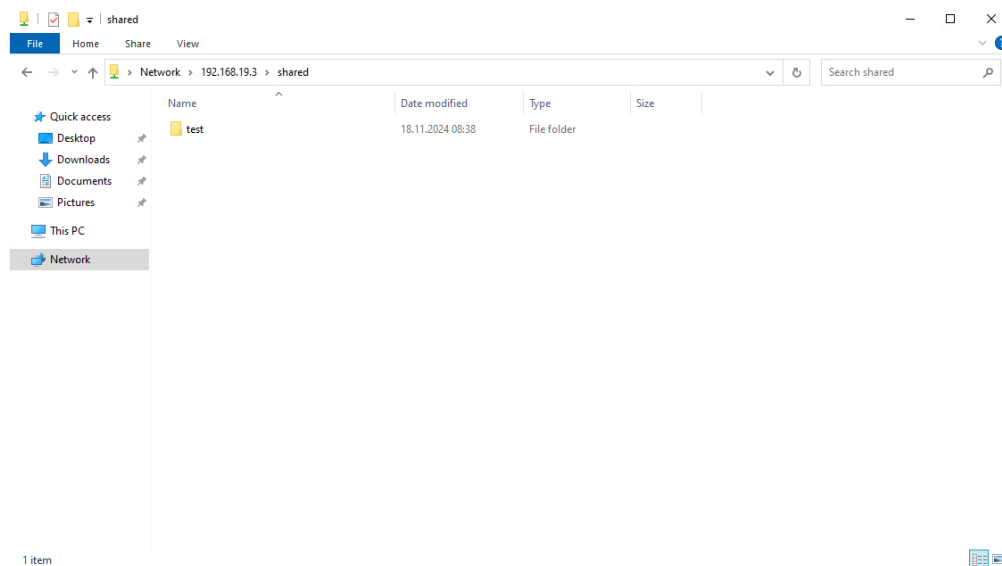 shared
File Home Share View
Network 192.168.19.3 shared
Search shared
Name Date modified Type Size
Quick access
test 18.11.2024 08:38 File folder
Desktop
Downloads
Documents
Pictures
This PC
Network
1 item